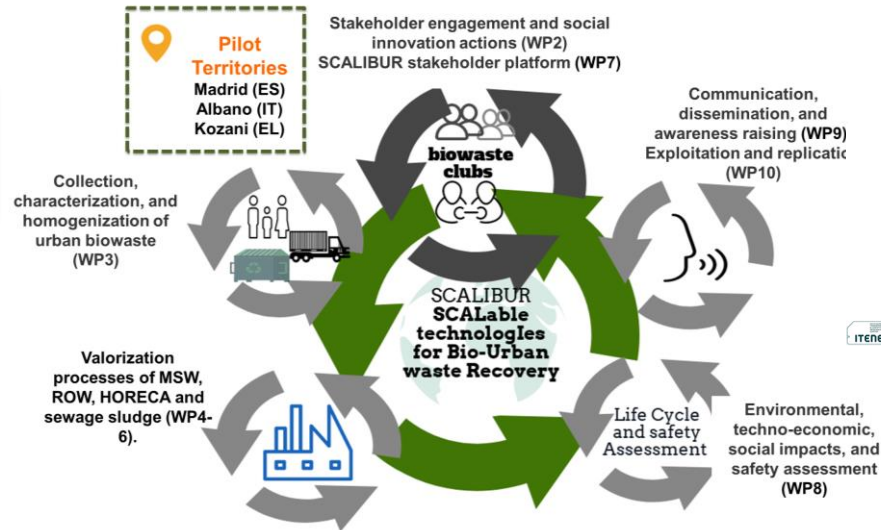 Stakeholder engagement and social
innovation actions (WP2)
SCALIBUR stakeholder platform (WP7)
Pilot
Territories
Madrid (ES)
Albano (IT)
Kozani (EL)
Communication,
dissemination, and
awareness raising (WP9)
Exploitation and replicatio
(WP10)
biowaste
clubs
Collection,
characterization, and
homogenization of
urban biowaste
(WP3)
SCALIBUR
SCALable
technologIes
for Bio-Urban
waste Recovery
ITENE
Valorization
processes of MSW,
ROW, HORECA and
sewage sludge (WP4-
6).
Life Cycle
and safety
Assessment
Environmental,
techno-economic,
social impacts, and
safety assessment
(WP8)